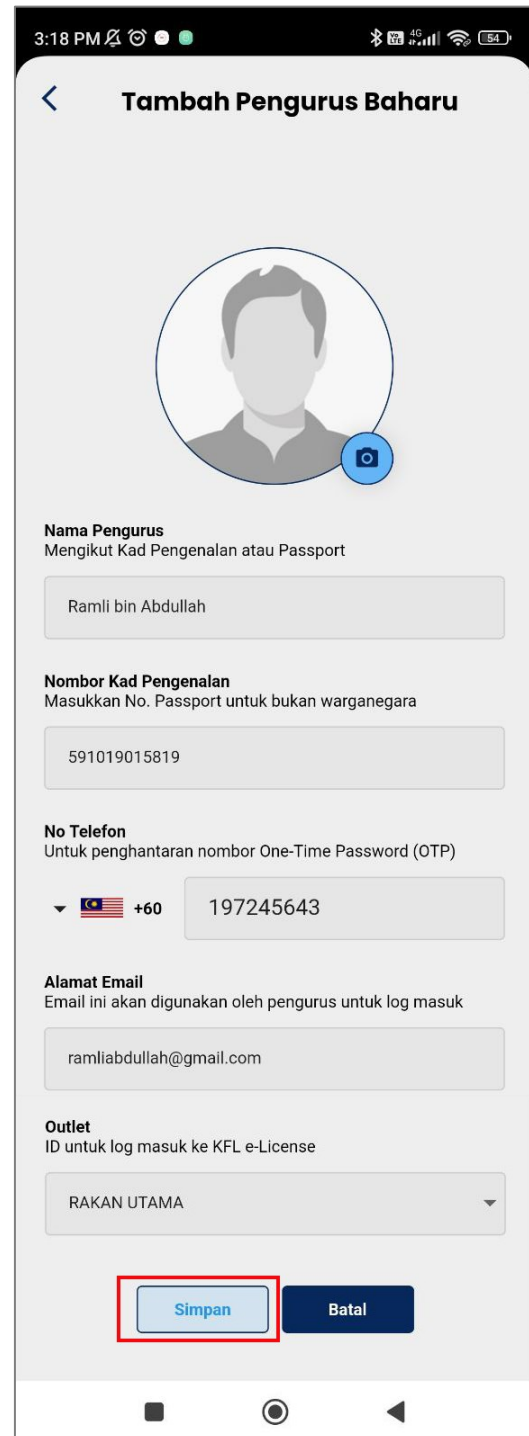 3:18 PM
Vo LTE 4G 54
Tambah Pengurus Baharu
Nama Pengurus
Mengikut Kad Pengenalan atau Passport
Ramli bin Abdullah
Nombor Kad Pengenalan
Masukkan No. Passport untuk bukan warganegara
591019015819
No Telefon
Untuk penghantaran nombor One-Time Password (OTP)
+60 197245643
Alamat Email
Email ini akan digunakan oleh pengurus untuk log masuk
ramliabdullah@gmail.com
Outlet
ID untuk log masuk ke KFL e-License
RAKAN UTAMA
Simpan Batal